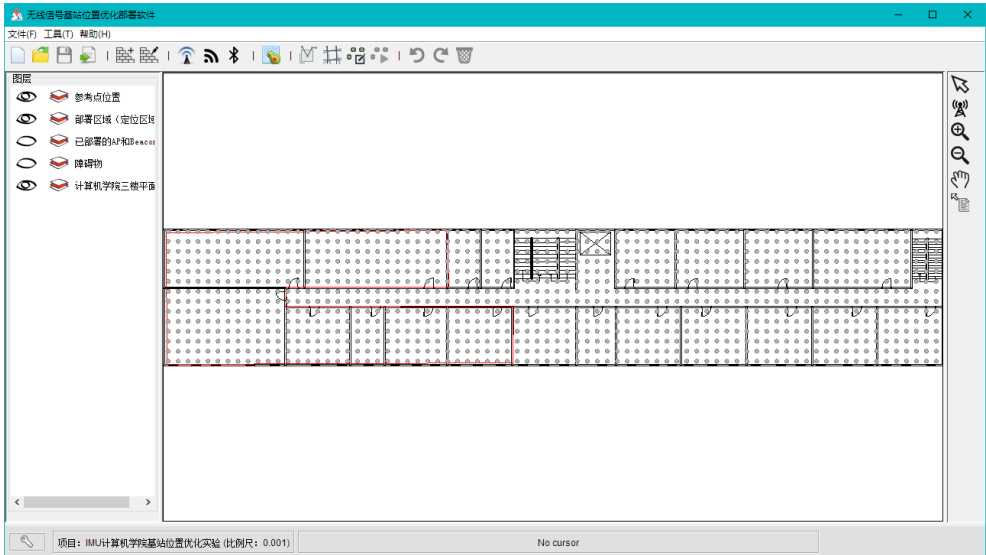 无线信号基站位置优化部署软件
文件(F) 工具(T) 帮助(H)
图层
参考点位置
部署区域（定位区域
已部署的AP和Beacon
障碍物
计算机学院三楼平面
项目：IMU计算机学院基站位置优化实验 (比例尺：0.001)
No cursor